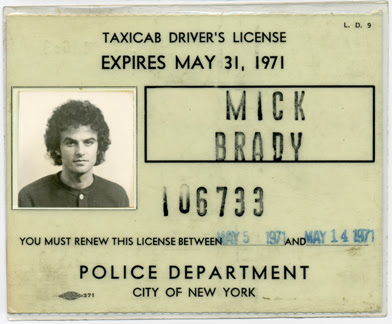 L. D. 9
TAXICAB DRIVER'S LICENSE
EXPIRES MAY 31, 1971
MICK
BRADY
106733
YOU MUST RENEW THIS LICENSE BETWEEN MAY 5 1971 AND MAY 14 1971
POLICE DEPARTMENT
CITY OF NEW YORK
371